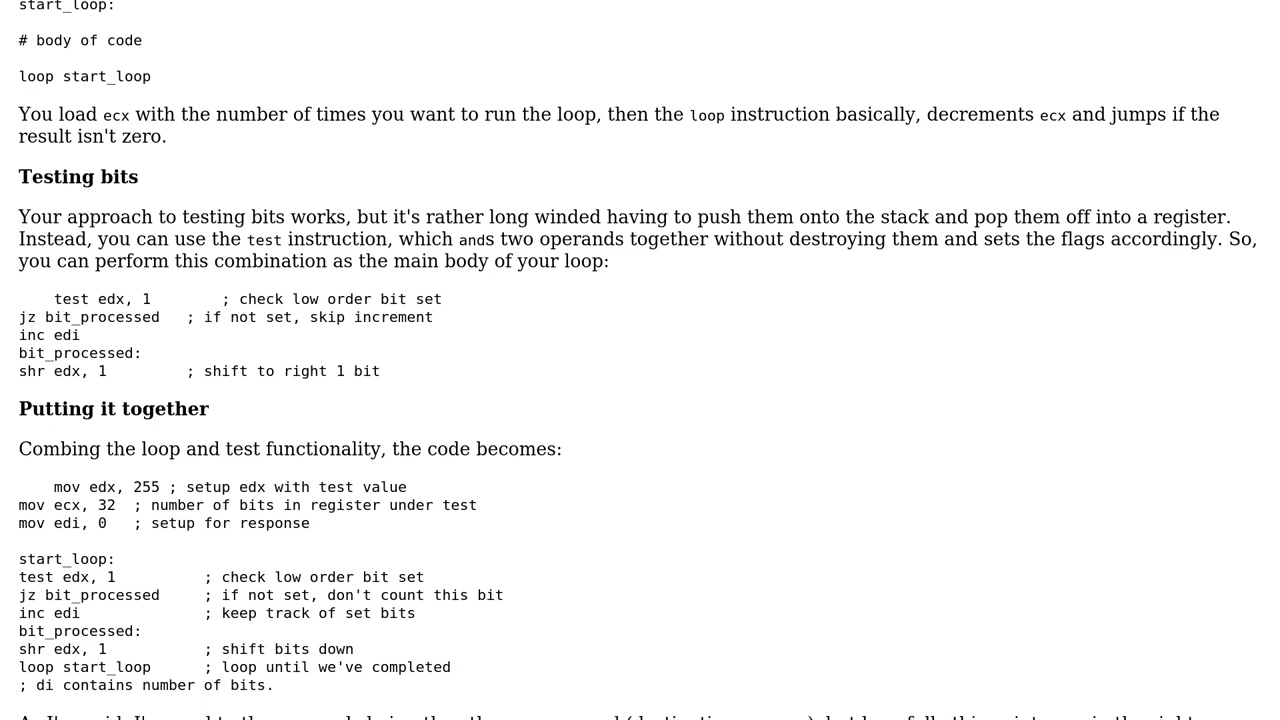 start_loop:
# body of code
loop start_loop
You load ecx with the number of times you want to run the loop, then the loop instruction basically, decrements ecx and jumps if the
result isn't zero.
Testing bits
Your approach to testing bits works, but it's rather long winded having to push them onto the stack and pop them off into a register.
Instead, you can use the test instruction, which ands two operands together without destroying them and sets the flags accordingly. So,
you can perform this combination as the main body of your loop:
    test edx, 1        ; check low order bit set
jz bit_processed   ; if not set, skip increment
inc edi
bit_processed:
shr edx, 1         ; shift to right 1 bit
Putting it together
Combing the loop and test functionality, the code becomes:
    mov edx, 255 ; setup edx with test value
mov ecx, 32  ; number of bits in register under test
mov edi, 0   ; setup for response
start_loop:
test edx, 1          ; check low order bit set
jz bit_processed     ; if not set, don't count this bit
inc edi              ; keep track of set bits
bit_processed:
shr edx, 1           ; shift bits down
loop start_loop      ; loop until we've completed
; di contains number of bits.